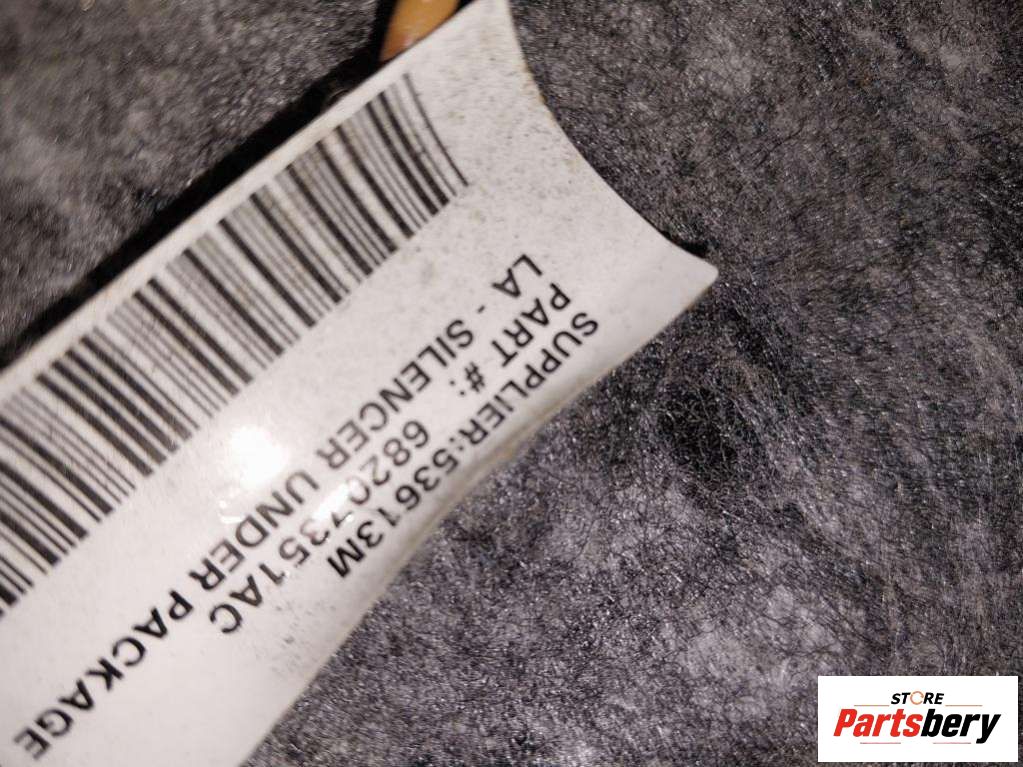 SUPPLIER:53613M
PART #: 68207351AC
LA - SILENCER UNDER PACKAGE
STORE
Partsbery